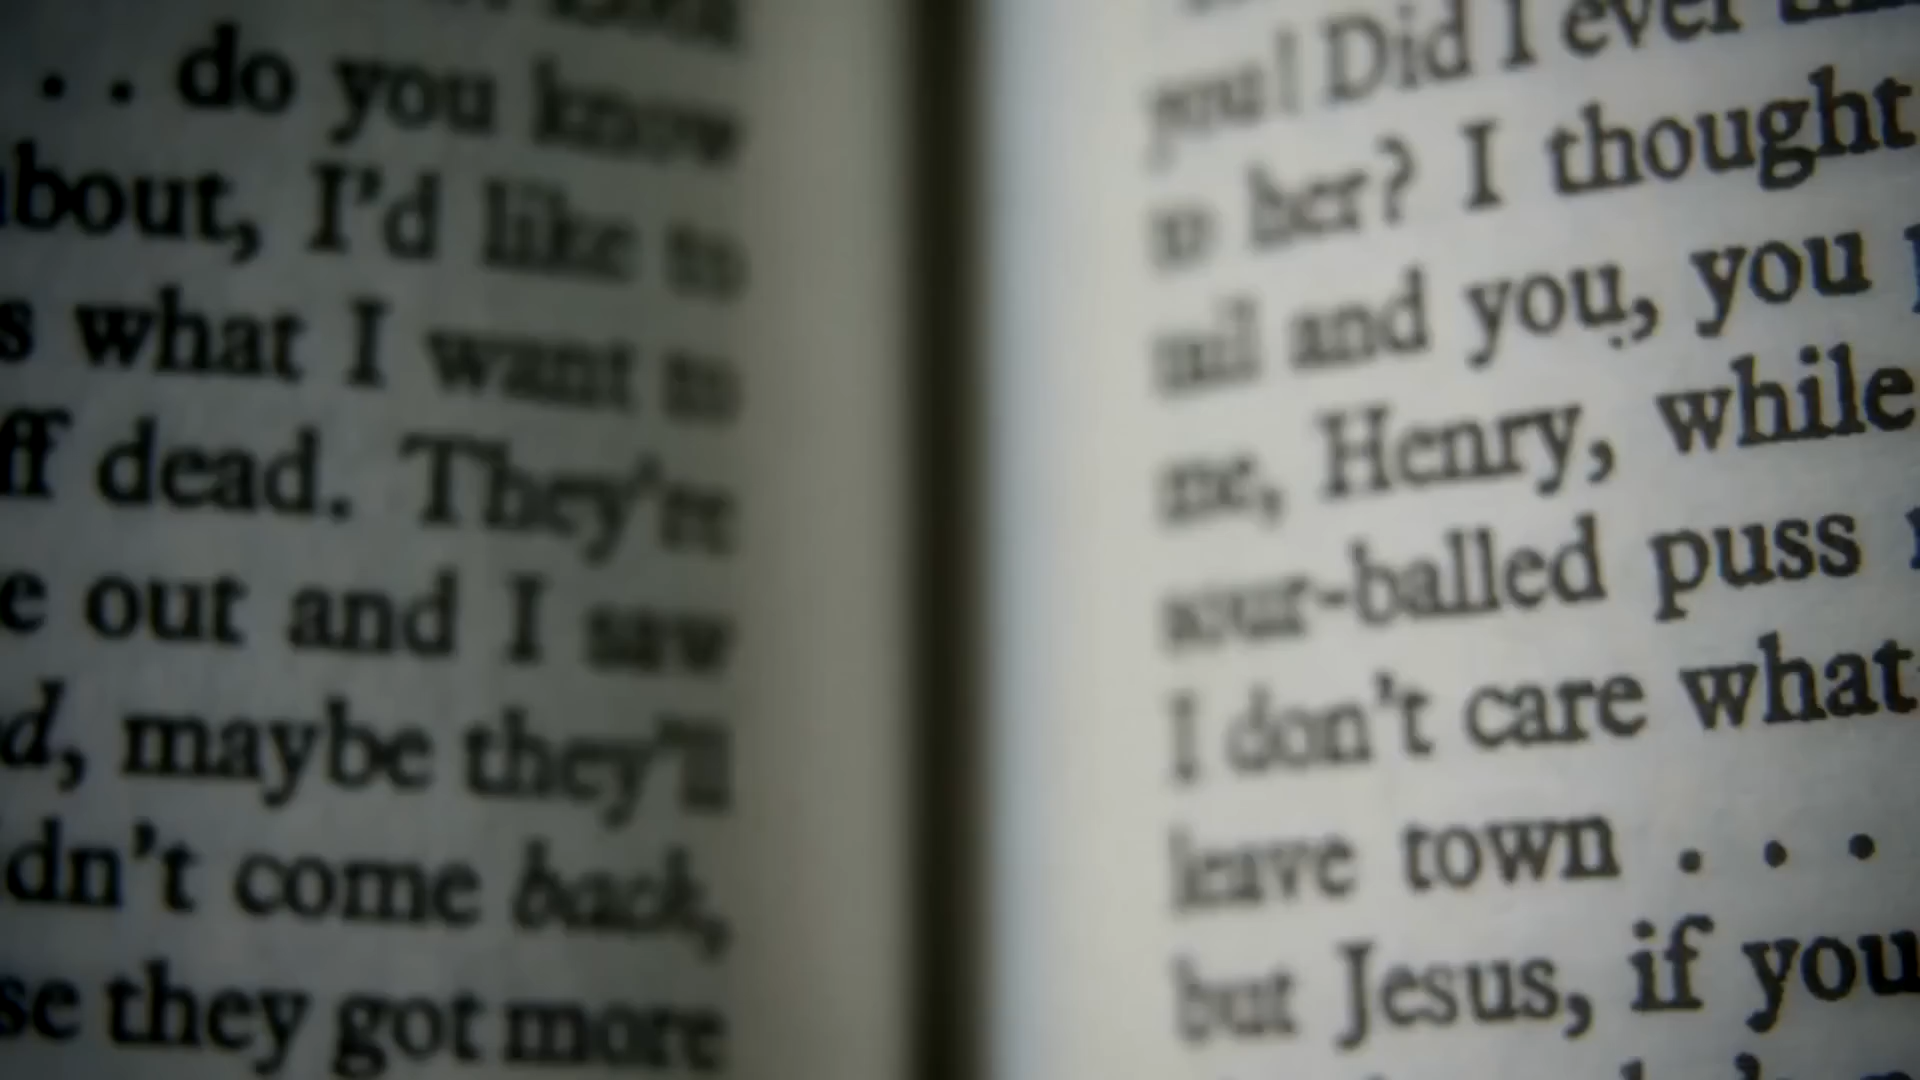 . . do you know
bout, I'd like to
s what I want to
ff dead. They're
e out and I saw
d, maybe they'll
dn't come back,
se they got more
you! Did I ever
to her? I thought
and you, you
me, Henry, while
sour-balled puss
I don't care what
leave town . . .
but Jesus, if you